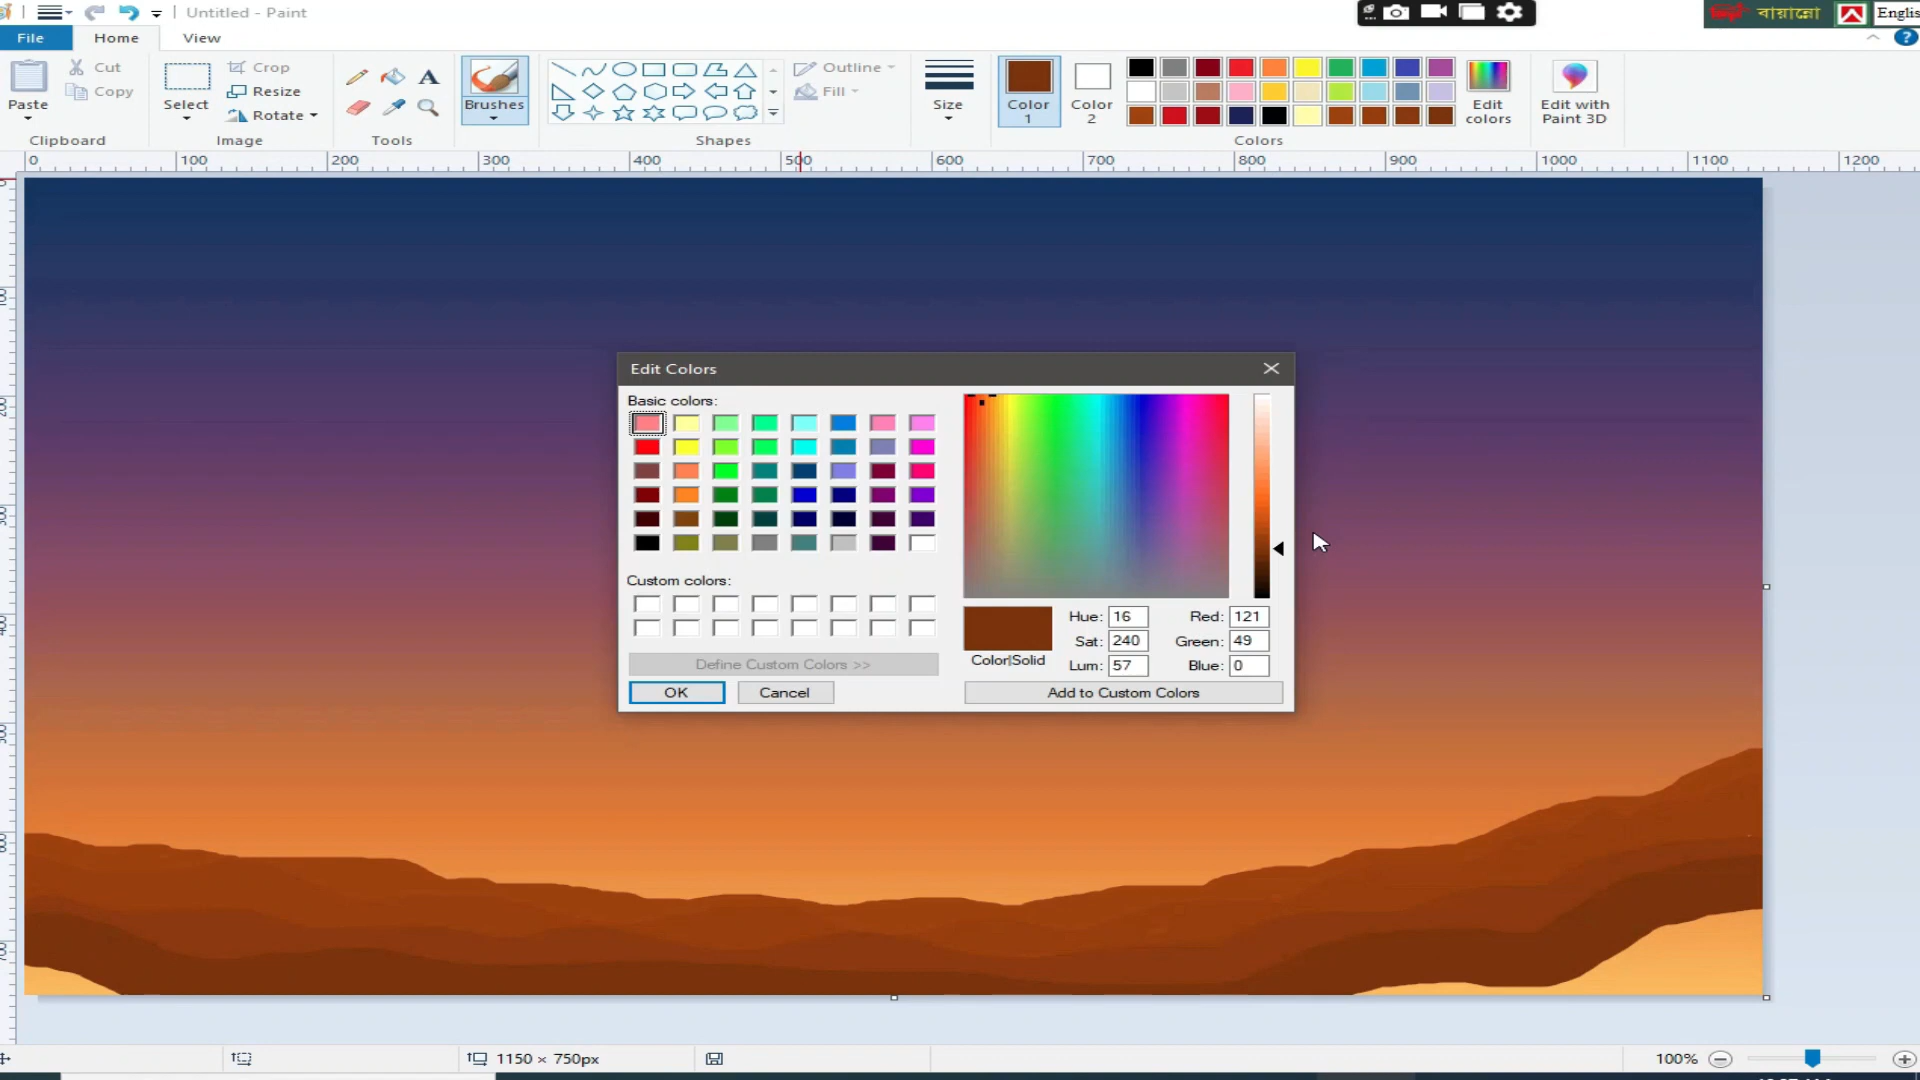 Untitled - Paint
বায়ান্নো
Englis
File
Home
View
?
Cut
Crop
Outline
Copy
Resize
Fill
Paste
Select
Rotate
A
Brushes
Size
Color
1
Color
2
Edit
colors
Edit with
Paint 3D
Clipboard
Image
Tools
Shapes
Colors
0 100 200 300 400 500 600 700 800 900 1000 1100 1200
Edit Colors
Basic colors:
Custom colors:
Define Custom Colors >>
OK
Cancel
Color|Solid
Hue: 16
Red: 121
Sat: 240
Green: 49
Lum: 57
Blue: 0
Add to Custom Colors
1150 × 750px
100%